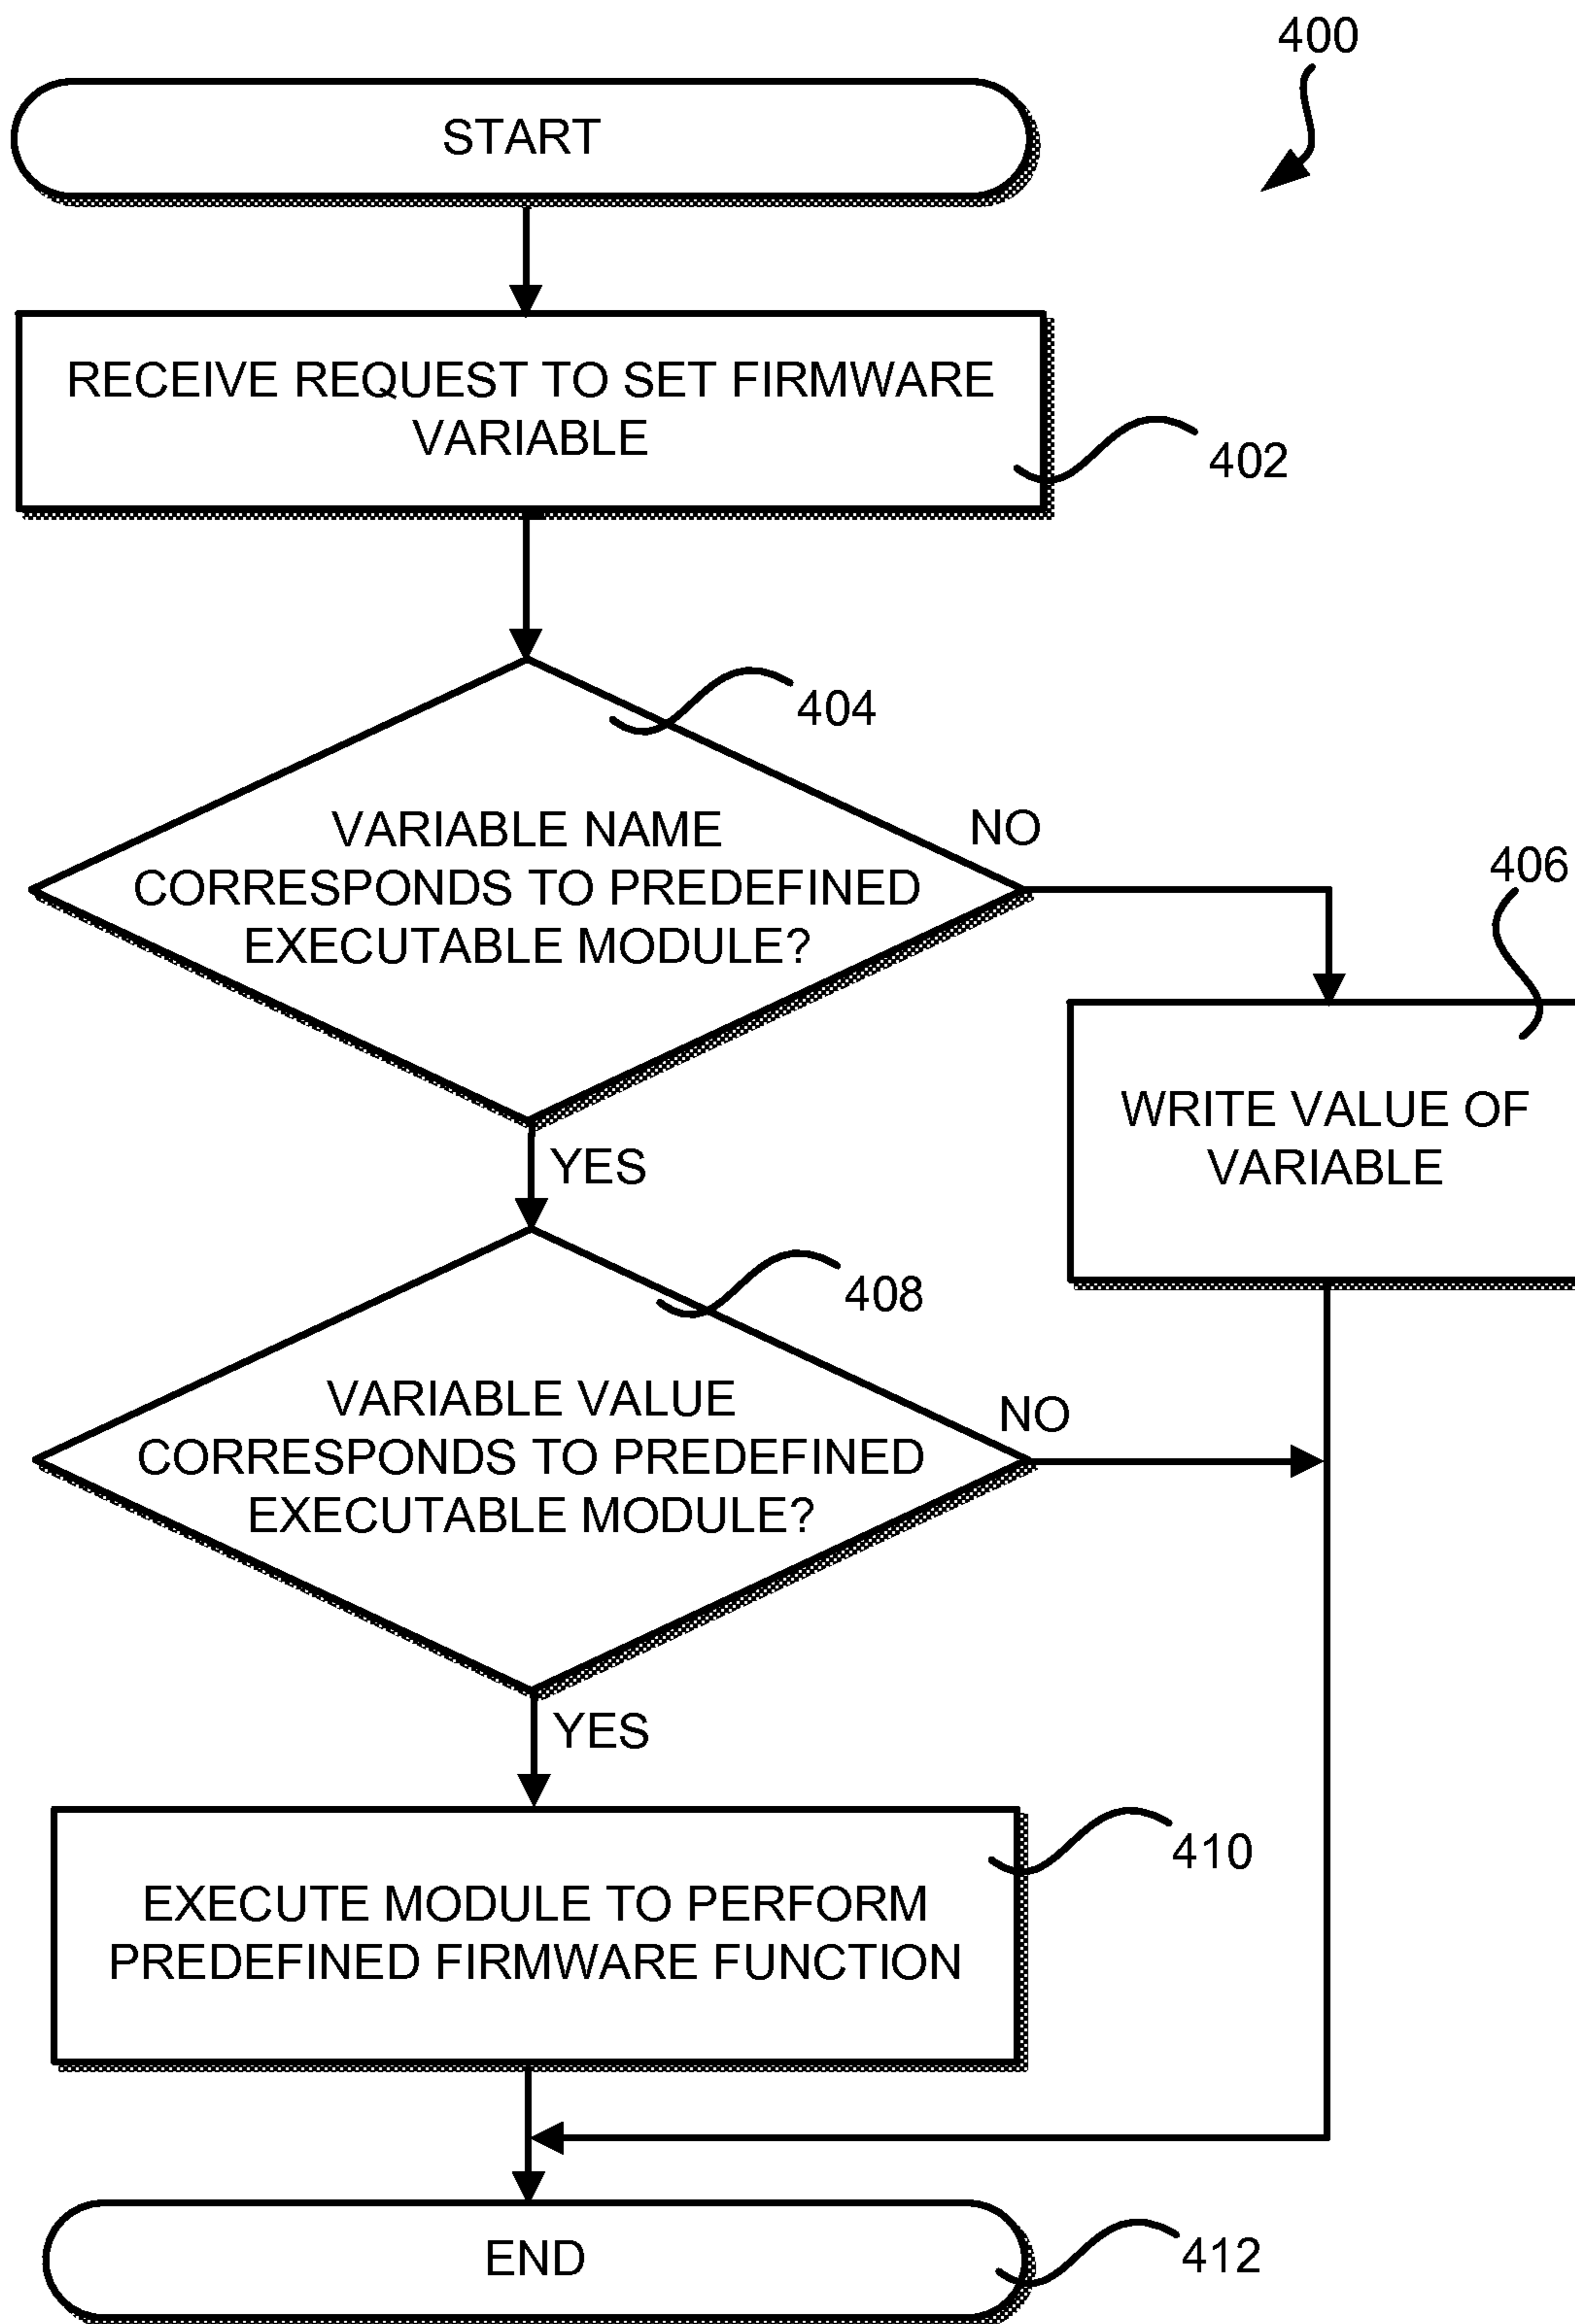 400
START
RECEIVE REQUEST TO SET FIRMWARE
VARIABLE
402
404
VARIABLE NAME
CORRESPONDS TO PREDEFINED
EXECUTABLE MODULE?
NO
406
WRITE VALUE OF
VARIABLE
YES
408
VARIABLE VALUE
CORRESPONDS TO PREDEFINED
EXECUTABLE MODULE?
NO
YES
410
EXECUTE MODULE TO PERFORM
PREDEFINED FIRMWARE FUNCTION
END
412